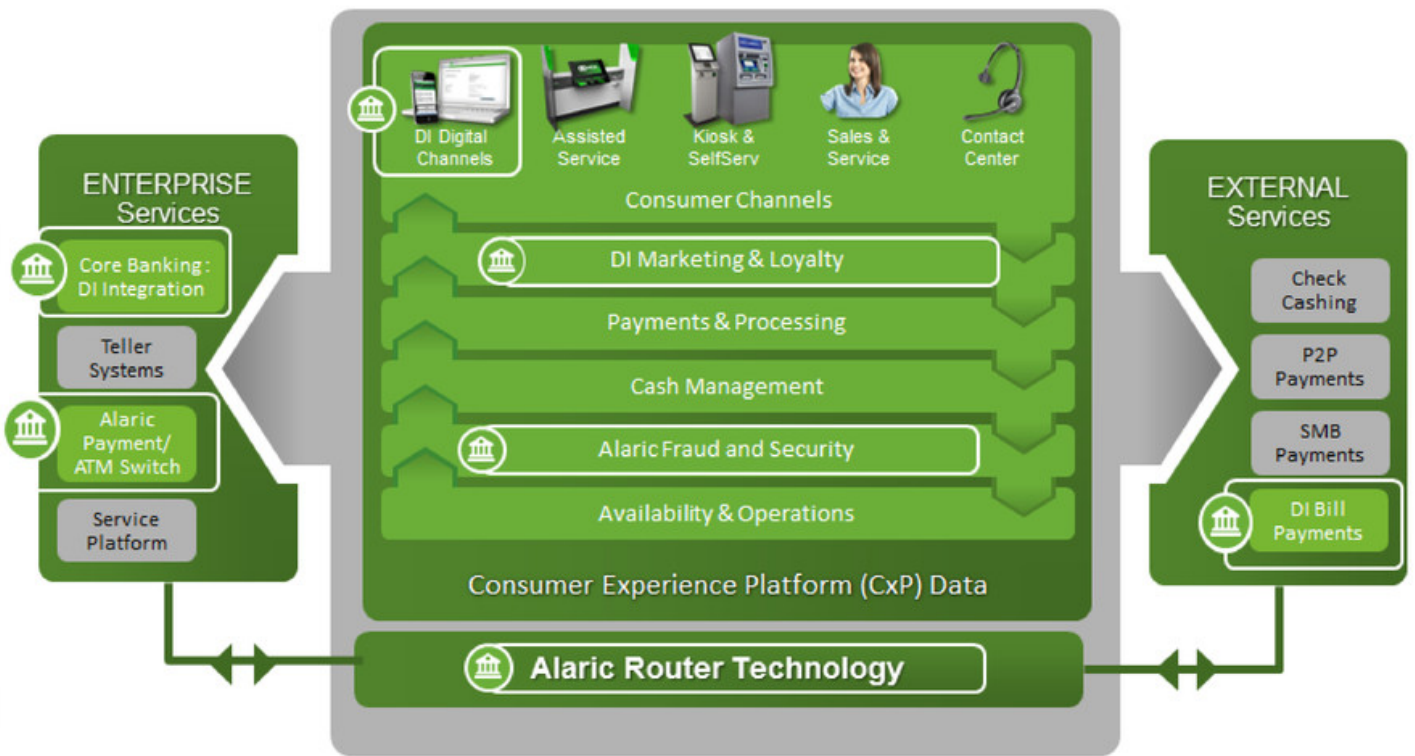 DI Digital
Channels
Assisted
Service
Kiosk &
SelfServ
Sales &
Service
Contact
Center
ENTERPRISE
Services
Core Banking:
DI Integration
Teller
Systems
Alaric
Payment/
ATM Switch
Service
Platform
Consumer Channels
DI Marketing & Loyalty
Payments & Processing
Cash Management
Alaric Fraud and Security
Availability & Operations
Consumer Experience Platform (CxP) Data
Alaric Router Technology
EXTERNAL
Services
Check
Cashing
P2P
Payments
SMB
Payments
DI Bill
Payments